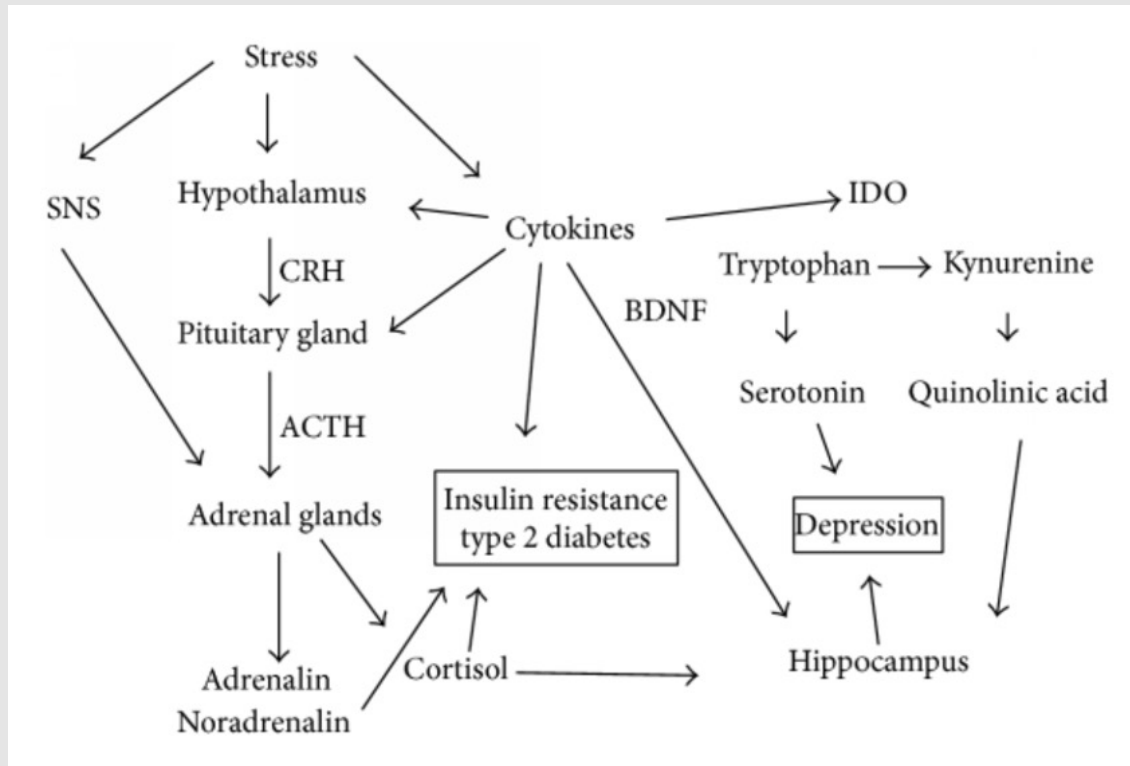 Stress
SNS
Hypothalamus
Cytokines
IDO
CRH
Tryptophan
Kynurenine
BDNF
Pituitary gland
Serotonin
Quinolinic acid
ACTH
Adrenal glands
Insulin resistance
type 2 diabetes
Depression
Adrenalin
Noradrenalin
Cortisol
Hippocampus